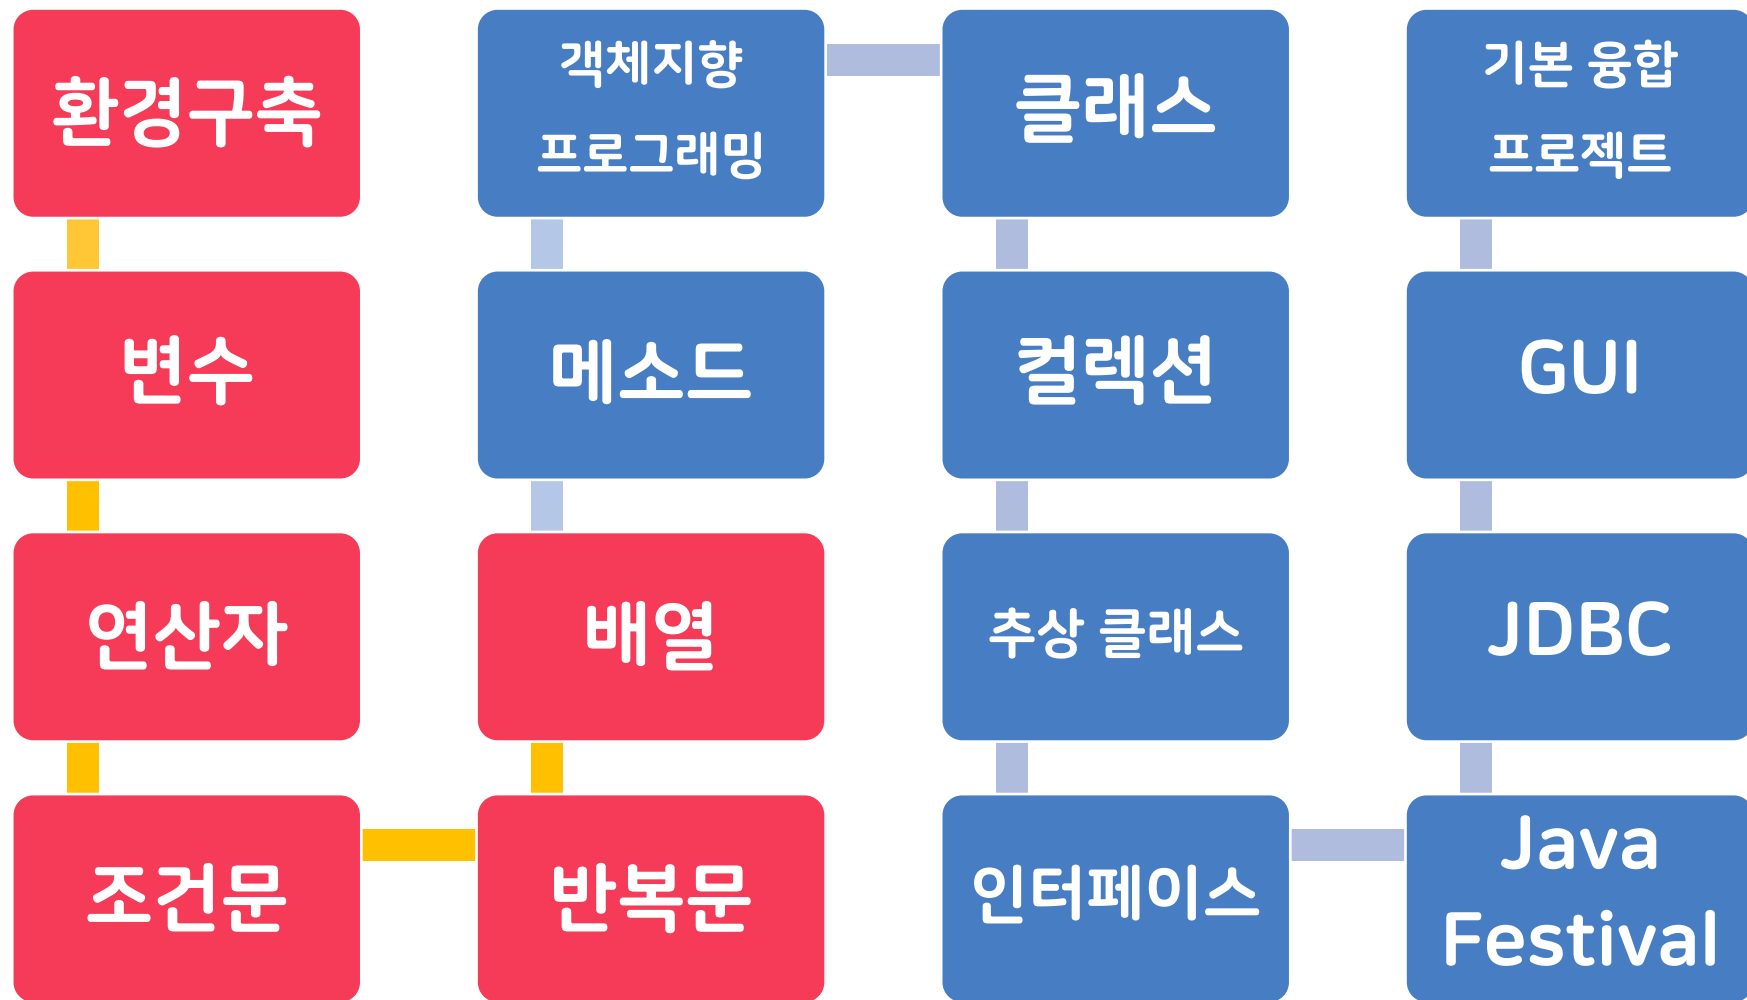 환경구축
객체지향
프로그래밍
클래스
기본 융합
프로젝트
변수
메소드
컬렉션
GUI
연산자
배열
추상 클래스
JDBC
조건문
반복문
인터페이스
Java
Festival